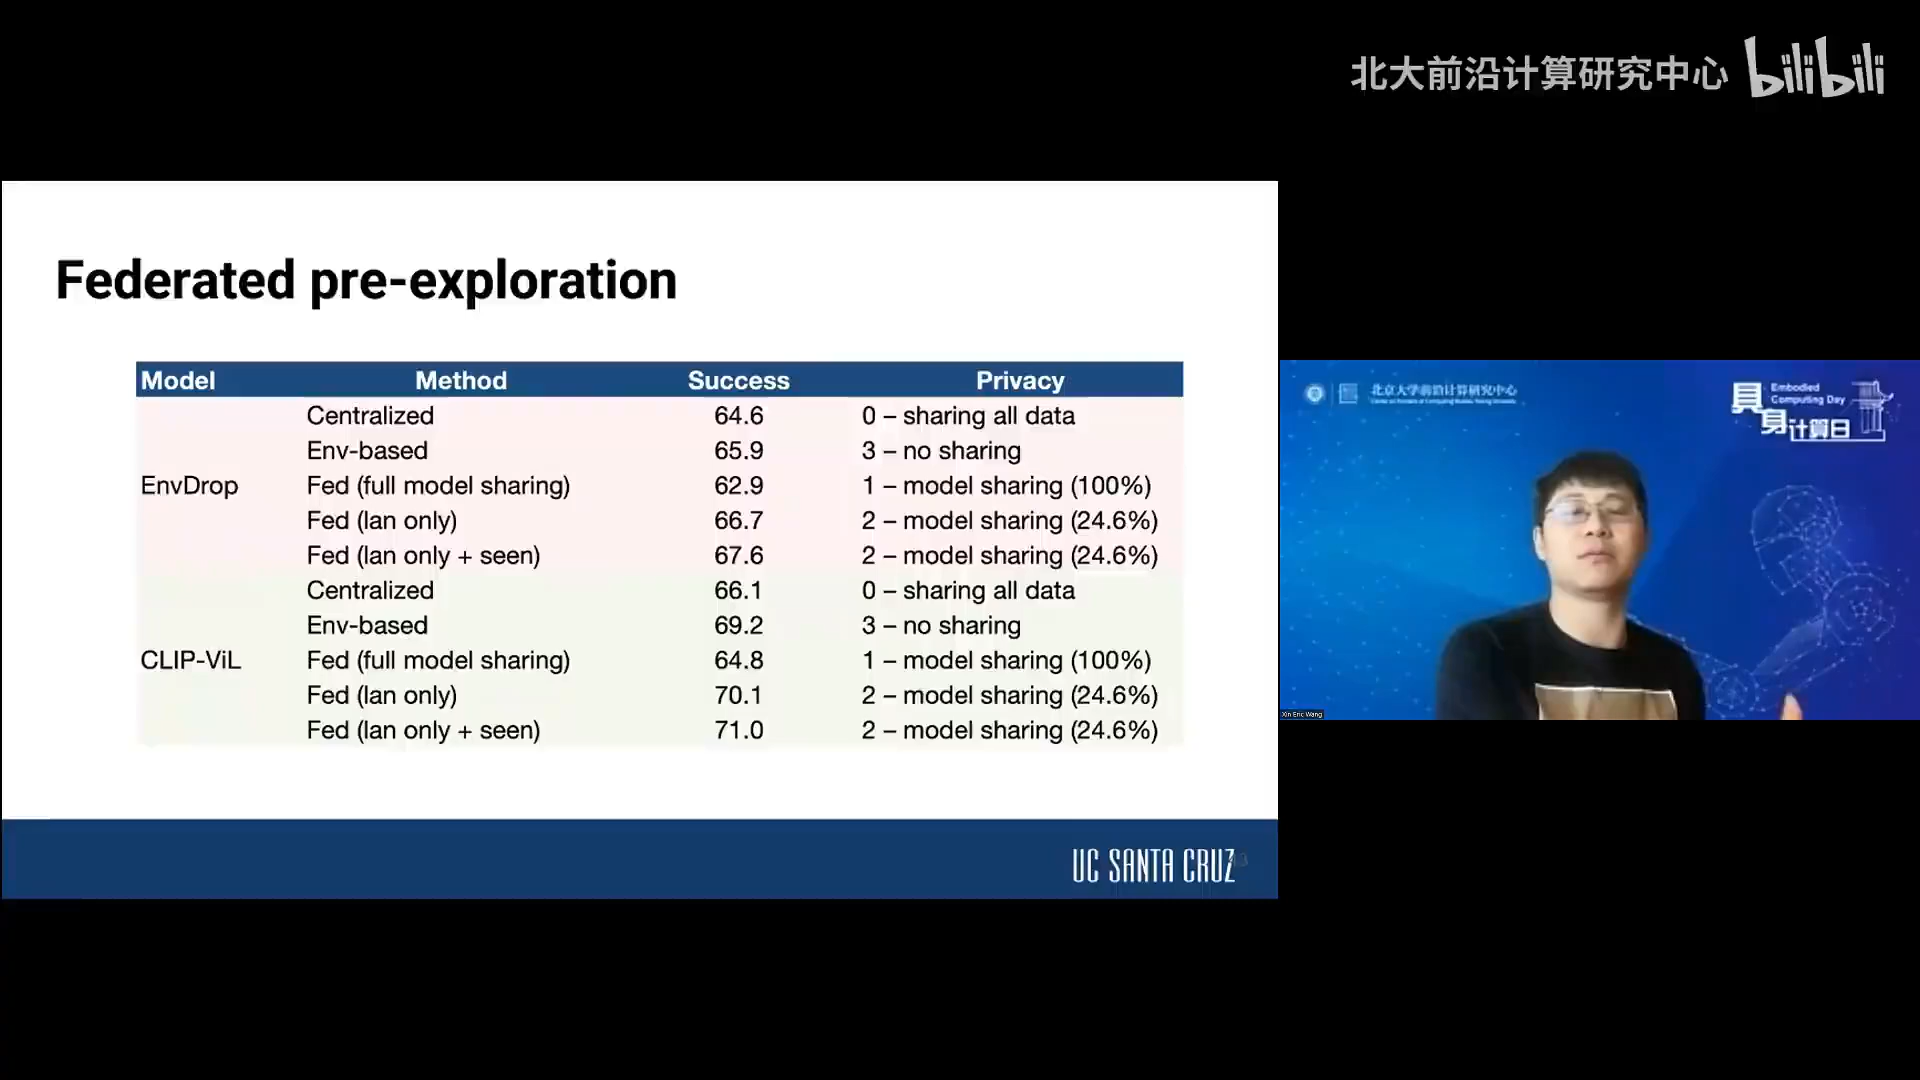 北大前沿计算研究中心 bilibili
Federated pre-exploration
Model Method Success Privacy
Centralized 64.6 0 – sharing all data
Env-based 65.9 3 – no sharing
EnvDrop Fed (full model sharing) 62.9 1 – model sharing (100%)
Fed (lan only) 66.7 2 – model sharing (24.6%)
Fed (lan only + seen) 67.6 2 – model sharing (24.6%)
Centralized 66.1 0 – sharing all data
Env-based 69.2 3 – no sharing
CLIP-ViL Fed (full model sharing) 64.8 1 – model sharing (100%)
Fed (lan only) 70.1 2 – model sharing (24.6%)
Fed (lan only + seen) 71.0 2 – model sharing (24.6%)
UC SANTA CRUZ
北京大学前沿计算研究中心
Embodied
Computing Day
具身计算日
Xin Eric Wang